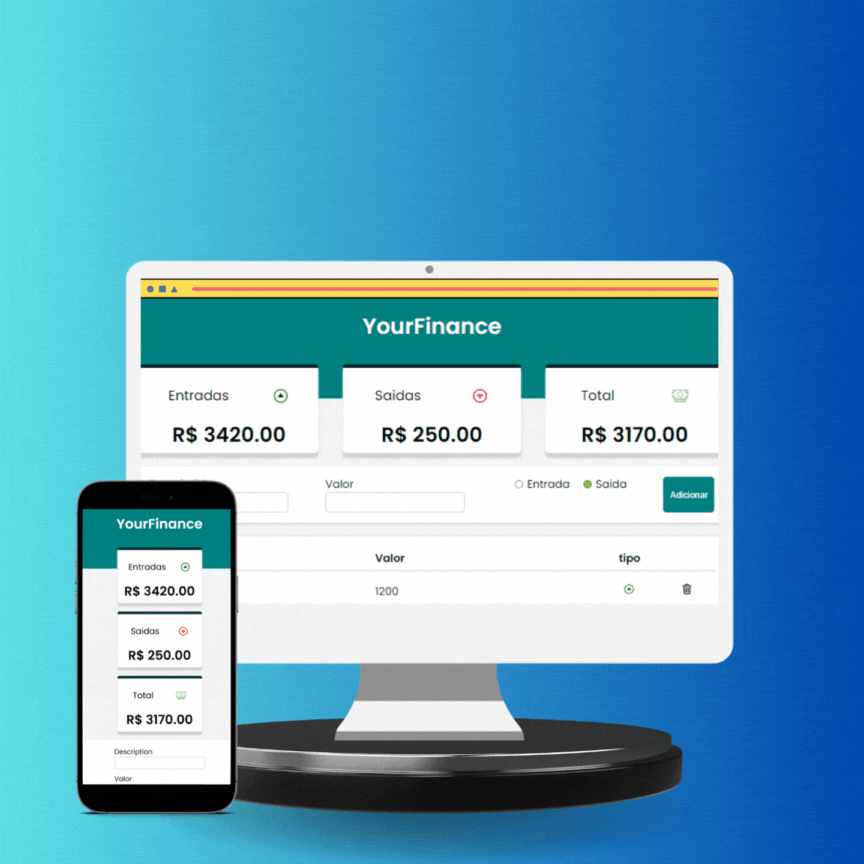 YourFinance
Entradas
Saidas
Total
R$ 3420.00
R$ 250.00
R$ 3170.00
Valor
Entrada
Saida
Adicionar
Valor
tipo
1200
YourFinance
Entradas
R$ 3420.00
Saidas
R$ 250.00
Total
R$ 3170.00
Description
Valor